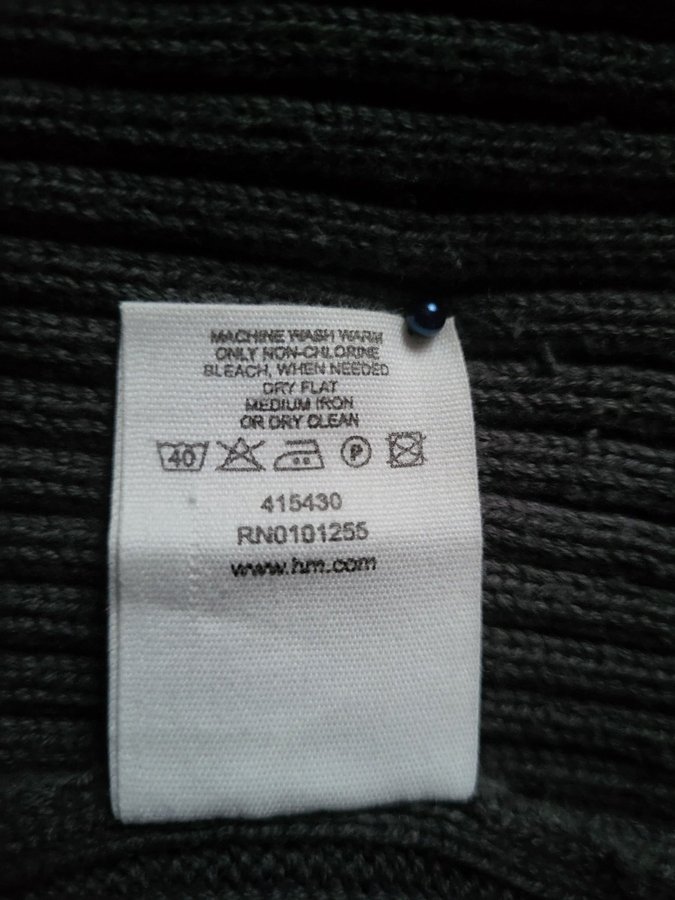 MACHINE WASH WARM
ONLY NON-CHLORINE
BLEACH, WHEN NEEDED
DRY FLAT
MEDIUM IRON
OR DRY CLEAN
40 P
415430
RN0101255
www.hm.com